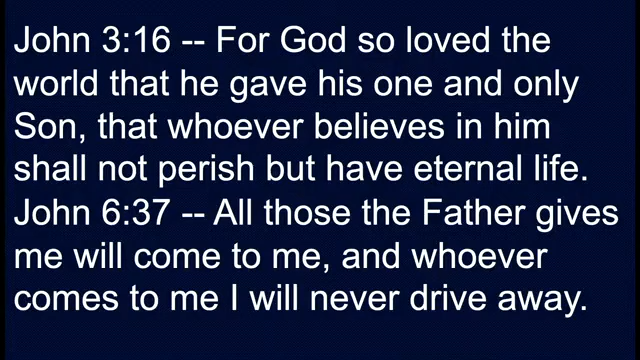 John 3:16 -- For God so loved the
world that he gave his one and only
Son, that whoever believes in him
shall not perish but have eternal life.
John 6:37 -- All those the Father gives
me will come to me, and whoever
comes to me I will never drive away.